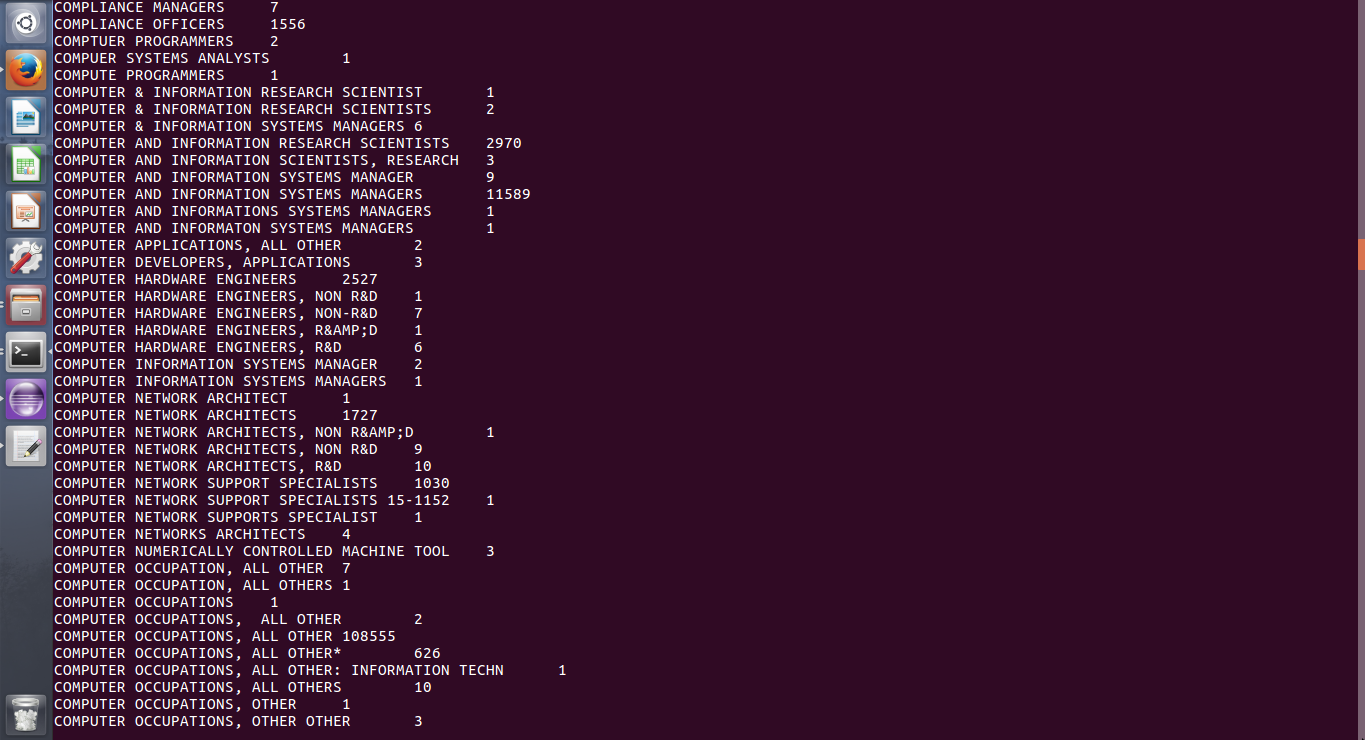 COMPLIANCE MANAGERS	7
COMPLIANCE OFFICERS	1556
COMPTUER PROGRAMMERS	2
COMPUER SYSTEMS ANALYSTS	1
COMPUTE PROGRAMMERS	1
COMPUTER & INFORMATION RESEARCH SCIENTIST	1
COMPUTER & INFORMATION RESEARCH SCIENTISTS	2
COMPUTER & INFORMATION SYSTEMS MANAGERS	6
COMPUTER AND INFORMATION RESEARCH SCIENTISTS	2970
COMPUTER AND INFORMATION SCIENTISTS, RESEARCH	3
COMPUTER AND INFORMATION SYSTEMS MANAGER	9
COMPUTER AND INFORMATION SYSTEMS MANAGERS	11589
COMPUTER AND INFORMATIONS SYSTEMS MANAGERS	1
COMPUTER AND INFORMATON SYSTEMS MANAGERS	1
COMPUTER APPLICATIONS, ALL OTHER	2
COMPUTER DEVELOPERS, APPLICATIONS	3
COMPUTER HARDWARE ENGINEERS	2527
COMPUTER HARDWARE ENGINEERS, NON R&D	1
COMPUTER HARDWARE ENGINEERS, NON-R&D	7
COMPUTER HARDWARE ENGINEERS, R&AMP;D	1
COMPUTER HARDWARE ENGINEERS, R&D	6
COMPUTER INFORMATION SYSTEMS MANAGER	2
COMPUTER INFORMATION SYSTEMS MANAGERS	1
COMPUTER NETWORK ARCHITECT	1
COMPUTER NETWORK ARCHITECTS	1727
COMPUTER NETWORK ARCHITECTS, NON R&AMP;D	1
COMPUTER NETWORK ARCHITECTS, NON R&D	9
COMPUTER NETWORK ARCHITECTS, R&D	10
COMPUTER NETWORK SUPPORT SPECIALISTS	1030
COMPUTER NETWORK SUPPORT SPECIALISTS 15-1152	1
COMPUTER NETWORK SUPPORTS SPECIALIST	1
COMPUTER NETWORKS ARCHITECTS	4
COMPUTER NUMERICALLY CONTROLLED MACHINE TOOL	3
COMPUTER OCCUPATION, ALL OTHER	7
COMPUTER OCCUPATION, ALL OTHERS	1
COMPUTER OCCUPATIONS	1
COMPUTER OCCUPATIONS,  ALL OTHER	2
COMPUTER OCCUPATIONS, ALL OTHER	108555
COMPUTER OCCUPATIONS, ALL OTHER*	626
COMPUTER OCCUPATIONS, ALL OTHER: INFORMATION TECHN	1
COMPUTER OCCUPATIONS, ALL OTHERS	10
COMPUTER OCCUPATIONS, OTHER	1
COMPUTER OCCUPATIONS, OTHER OTHER	3